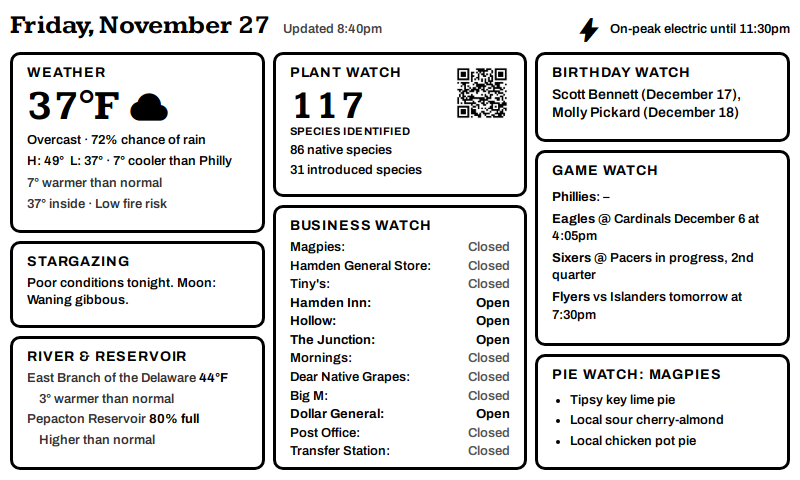 Friday, November 27 Updated 8:40pm
On-peak electric until 11:30pm
WEATHER
37°F
Overcast · 72% chance of rain
H: 49° L: 37° · 7° cooler than Philly
7° warmer than normal
37° inside · Low fire risk
STARGAZING
Poor conditions tonight. Moon:
Waning gibbous.
RIVER & RESERVOIR
East Branch of the Delaware 44°F
3° warmer than normal
Pepacton Reservoir 80% full
Higher than normal
PLANT WATCH
117
SPECIES IDENTIFIED
86 native species
31 introduced species
BUSINESS WATCH
Magpies: Closed
Hamden General Store: Closed
Tiny's: Closed
Hamden Inn: Open
Hollow: Open
The Junction: Open
Mornings: Closed
Dear Native Grapes: Closed
Big M: Closed
Dollar General: Open
Post Office: Closed
Transfer Station: Closed
BIRTHDAY WATCH
Scott Bennett (December 17),
Molly Pickard (December 18)
GAME WATCH
Phillies: –
Eagles @ Cardinals December 6 at
4:05pm
Sixers @ Pacers in progress, 2nd
quarter
Flyers vs Islanders tomorrow at
7:30pm
PIE WATCH: MAGPIES
• Tipsy key lime pie
• Local sour cherry-almond
• Local chicken pot pie